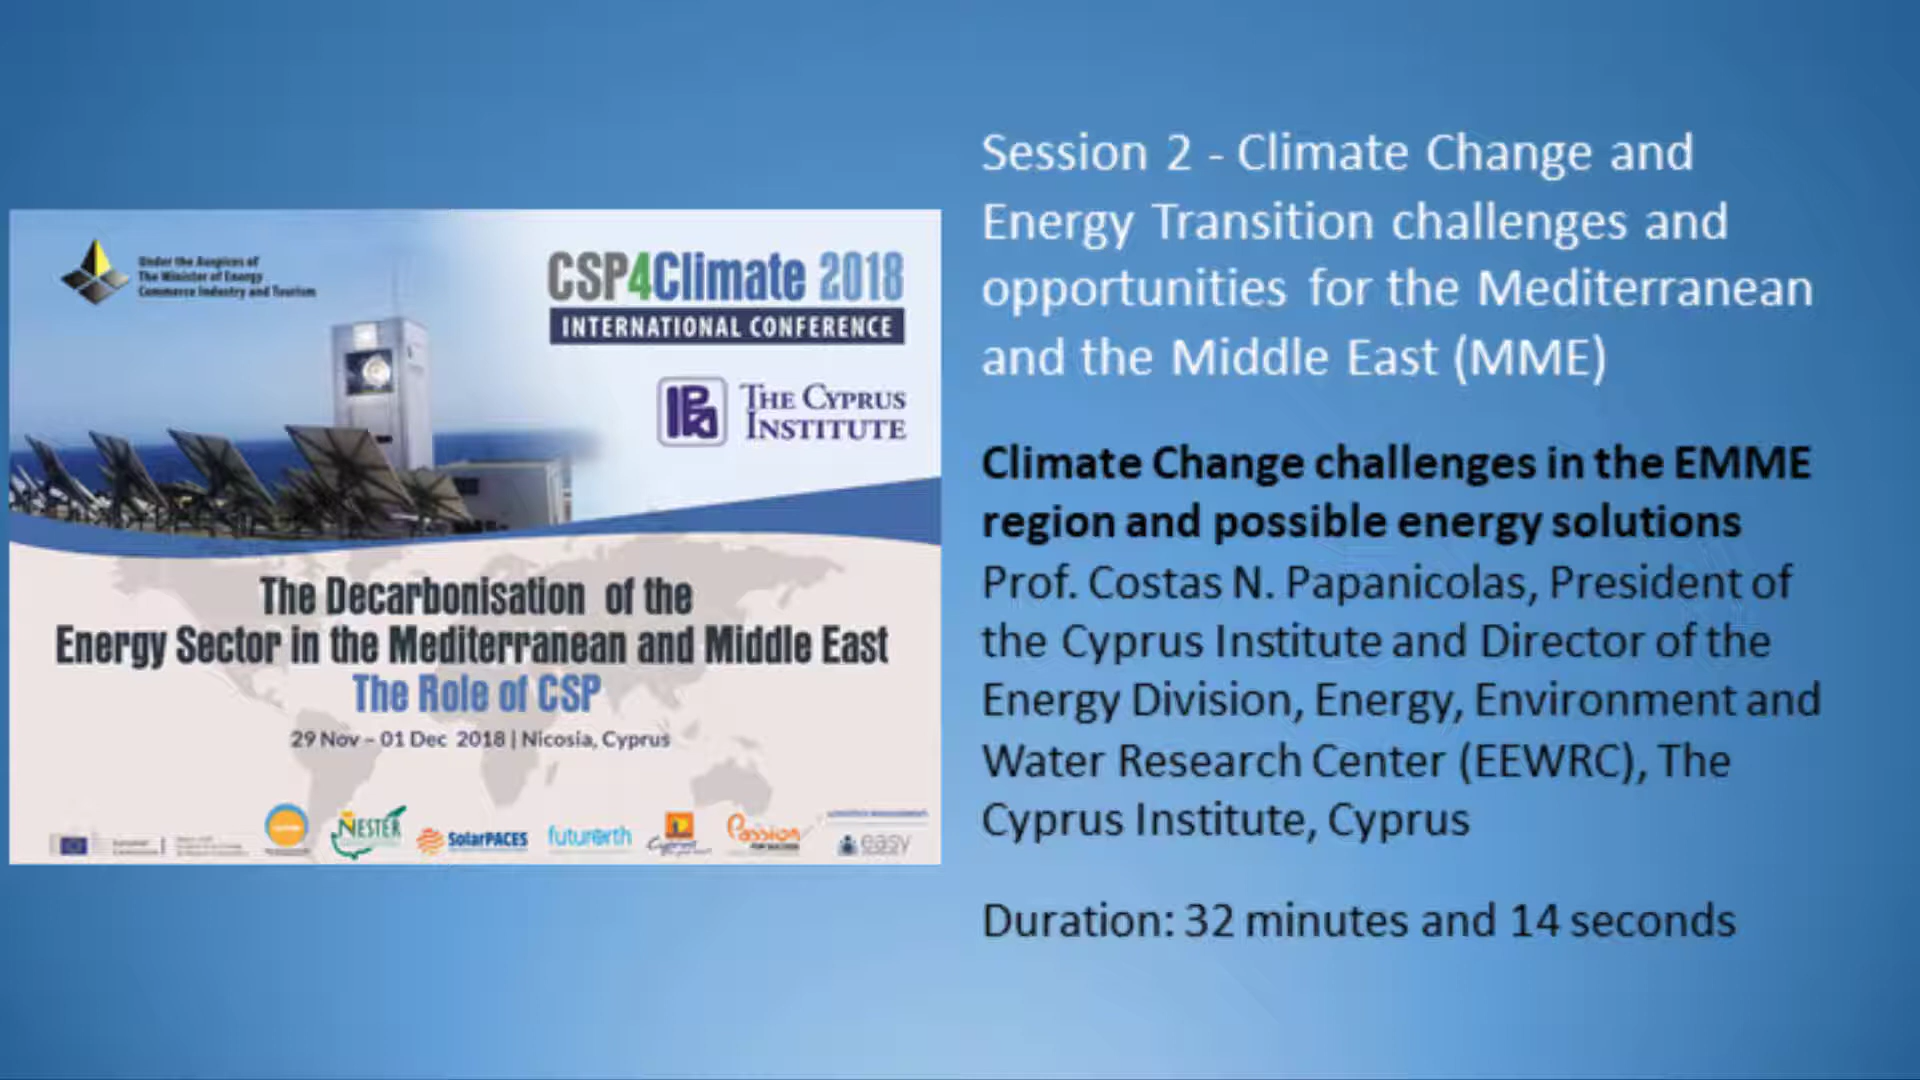 Under the Auspices of
The Minister of Energy
Commerce Industry and Tourism
CSP4Climate 2018
INTERNATIONAL CONFERENCE
THE CYPRUS
INSTITUTE
The Decarbonisation of the
Energy Sector in the Mediterranean and Middle East
The Role of CSP
29 Nov – 01 Dec 2018 | Nicosia, Cyprus
NESTER
SolarPACES
futurerth
Cyprus
Passion
FOR SUCCESS
easy
Session 2 - Climate Change and
Energy Transition challenges and
opportunities for the Mediterranean
and the Middle East (MME)
Climate Change challenges in the EMME
region and possible energy solutions
Prof. Costas N. Papanicolas, President of
the Cyprus Institute and Director of the
Energy Division, Energy, Environment and
Water Research Center (EEWRC), The
Cyprus Institute, Cyprus
Duration: 32 minutes and 14 seconds